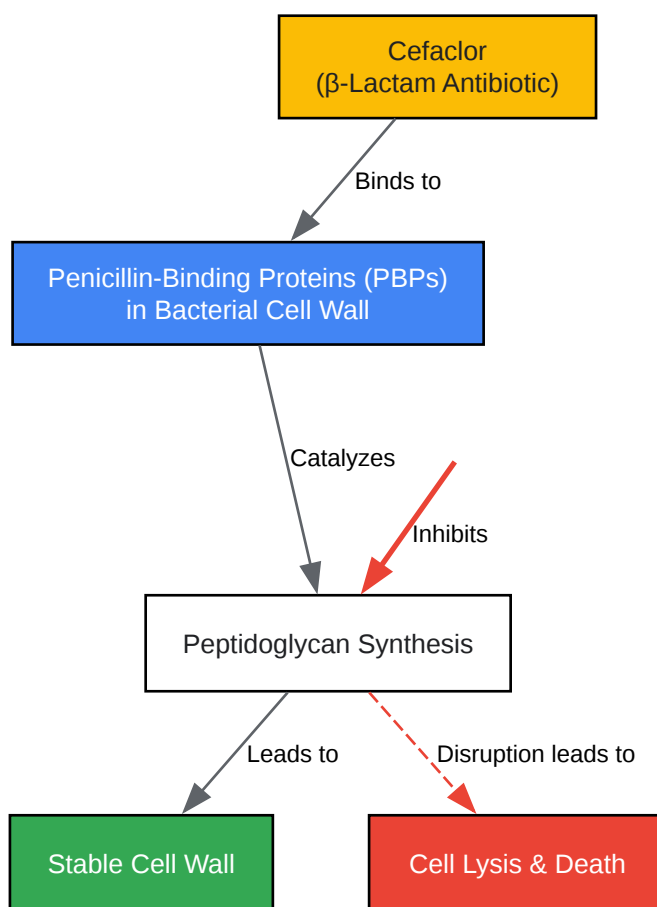 Cefaclor
(β-Lactam Antibiotic)
Binds to
Penicillin-Binding Proteins (PBPs)
in Bacterial Cell Wall
Catalyzes
Inhibits
Peptidoglycan Synthesis
Leads to
Disruption leads to
Stable Cell Wall
Cell Lysis & Death